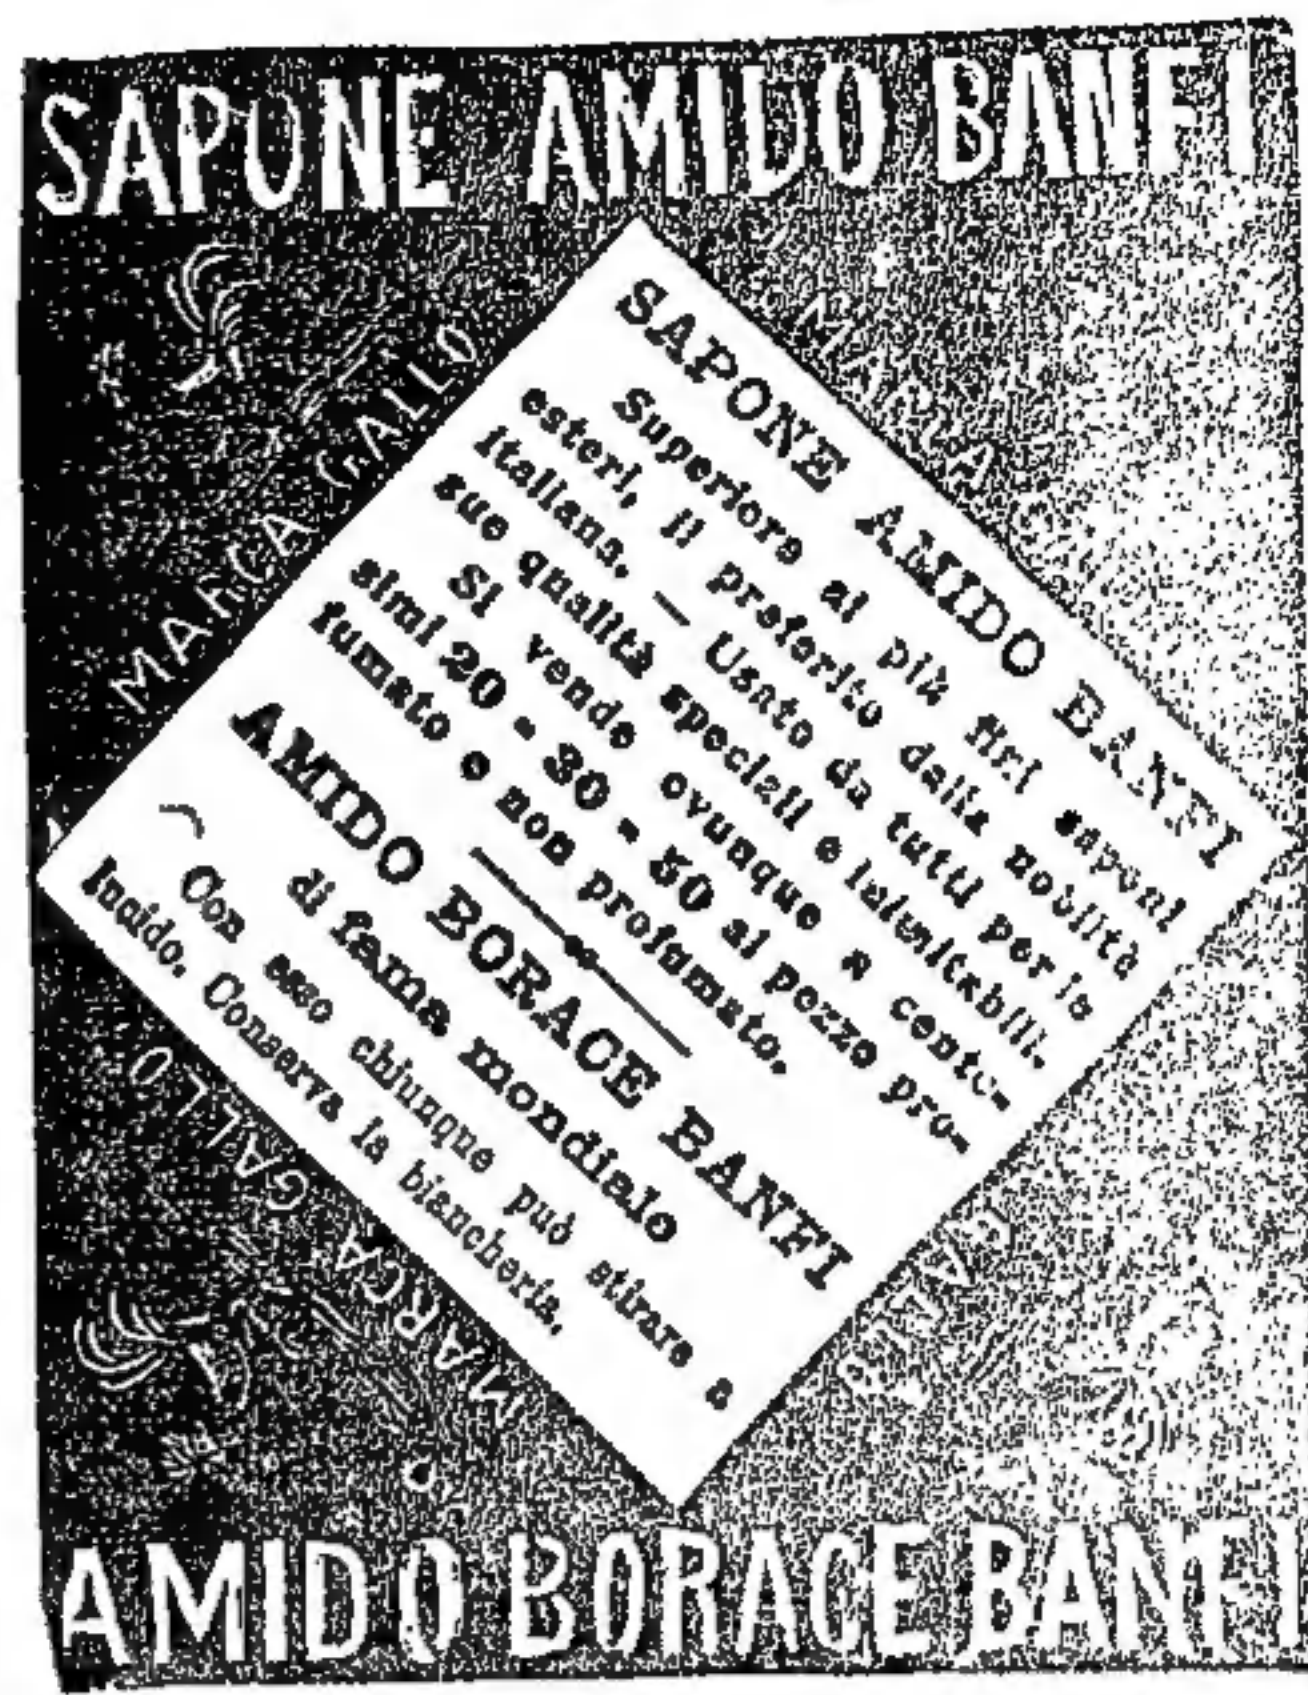 SAPONE AMIDO BANFI
MARCA GALLO
MARCA
SAPONE AMIDO BANFI
Superiore ai più fini saponi
esteri, il preferito dalla nobiltà
italiana. — Usato da tutti per le
sue qualità speciali e inimitabili.
Si vende ovunque a cente-
simi 20 - 30 - 50 al pezzo pro-
fumato e non profumato.
AMIDO BORACE BANFI
di fama mondiale
Con esso chiunque può stirare a
lucido. Conserva la biancheria.
MARCA GALLO
AMIDO BORACE BANFI